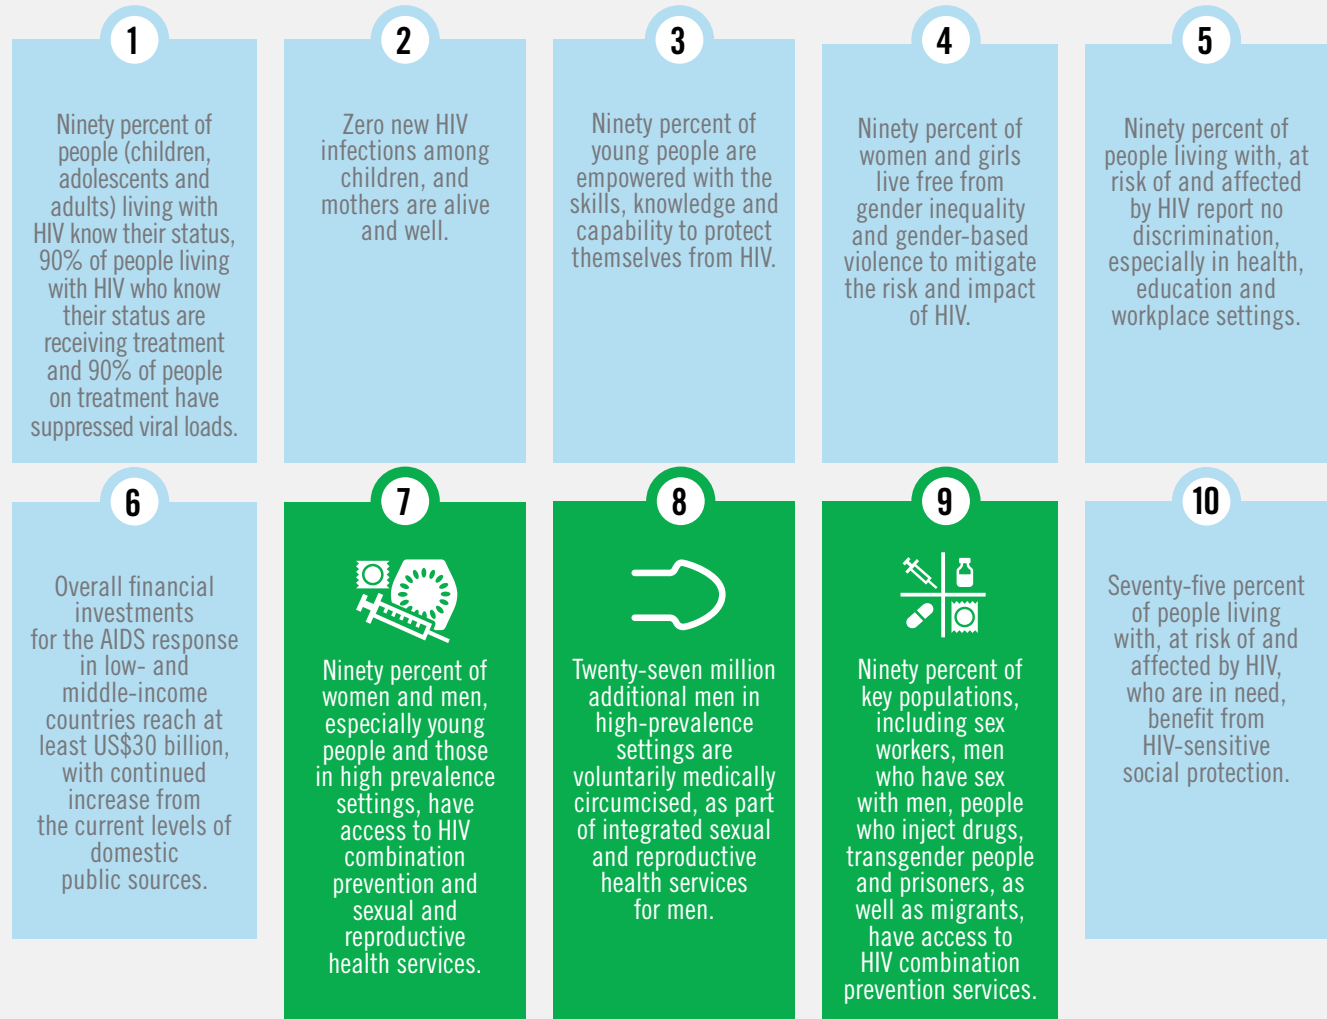 1
Ninety percent of
people (children,
adolescents and
adults) living with
HIV know their status,
90% of people living
with HIV who know
their status are
receiving treatment
and 90% of people
on treatment have
suppressed viral loads.
2
Zero new HIV
infections among
children, and
mothers are alive
and well.
3
Ninety percent of
young people are
empowered with the
skills, knowledge and
capability to protect
themselves from HIV.
4
Ninety percent of
women and girls
live free from
gender inequality
and gender-based
violence to mitigate
the risk and impact
of HIV.
5
Ninety percent of
people living with, at
risk of and affected
by HIV report no
discrimination,
especially in health,
education and
workplace settings.
6
Overall financial
investments
for the AIDS response
in low- and
middle-income
countries reach at
least US$30 billion,
with continued
increase from
the current levels of
domestic
public sources.
7
Ninety percent of
women and men,
especially young
people and those
in high prevalence
settings, have
access to HIV
combination
prevention and
sexual and
reproductive
health services.
8
Twenty-seven million
additional men in
high-prevalence
settings are
voluntarily medically
circumcised, as part
of integrated sexual
and reproductive
health services
for men.
9
Ninety percent of
key populations,
including sex
workers, men
who have sex
with men, people
who inject drugs,
transgender people
and prisoners, as
well as migrants,
have access to
HIV combination
prevention services.
10
Seventy-five percent
of people living
with, at risk of and
affected by HIV,
who are in need,
benefit from
HIV-sensitive
social protection.